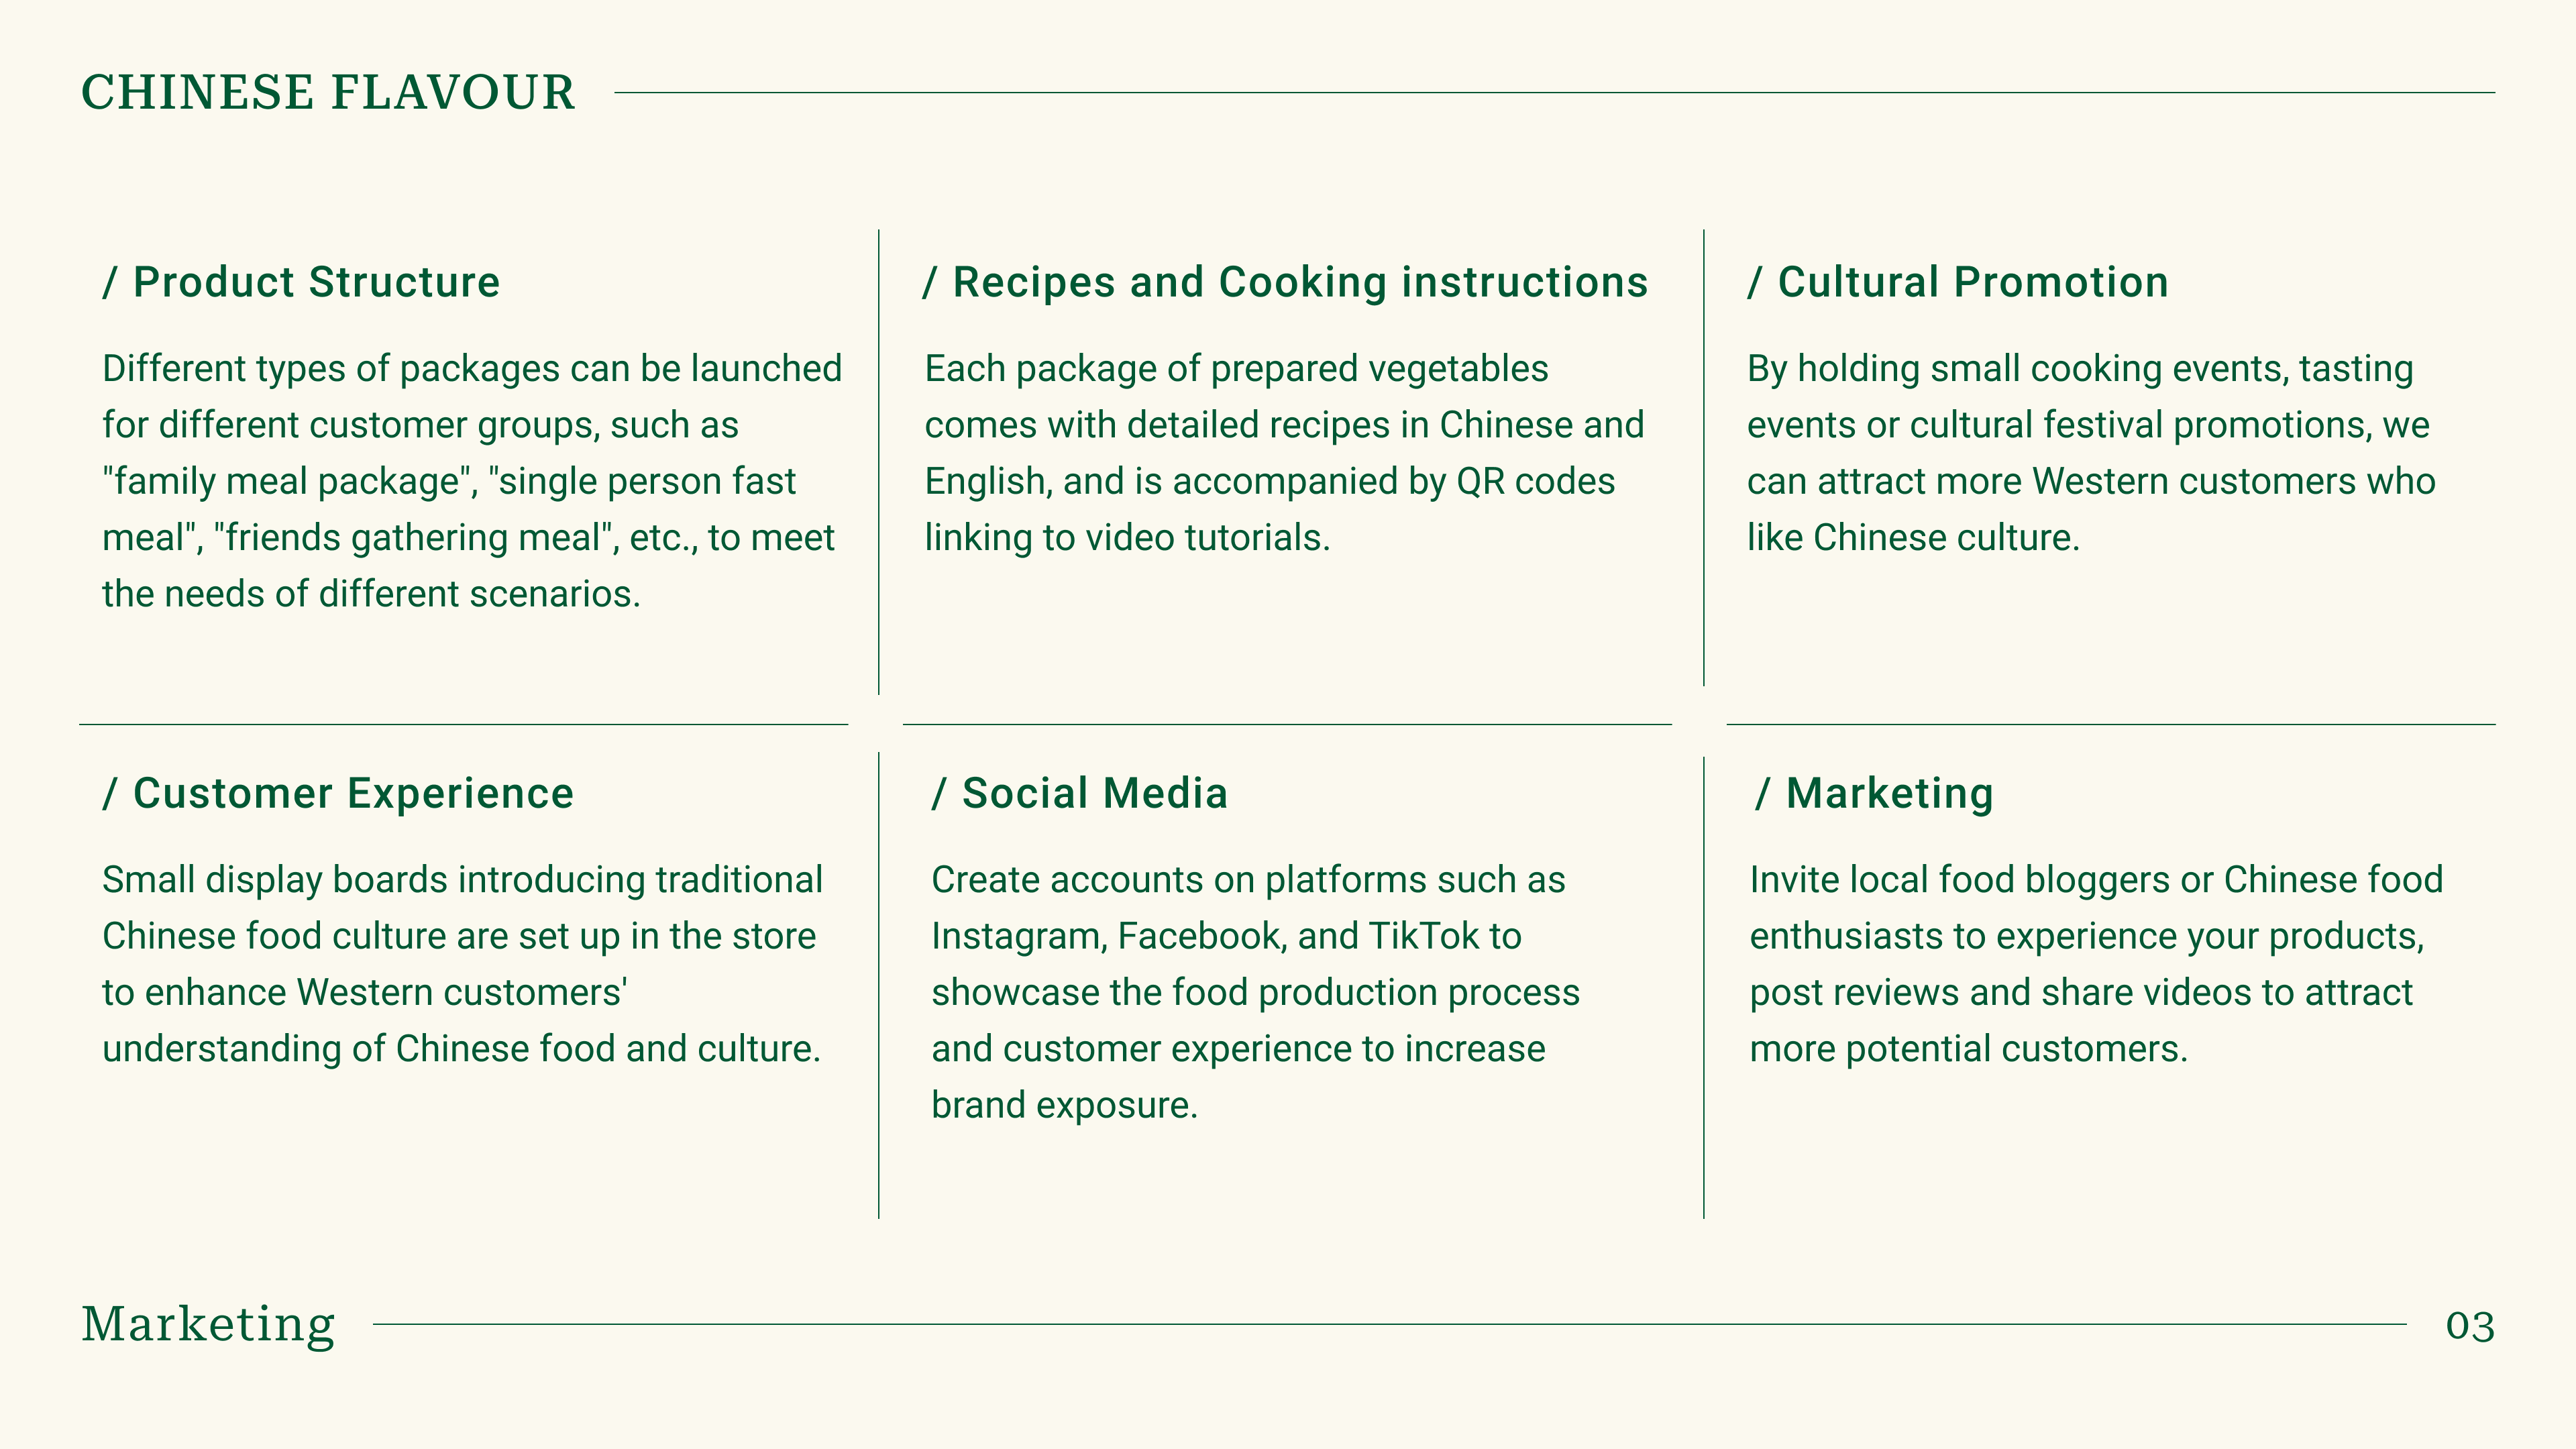 CHINESE FLAVOUR
/ Product Structure
Different types of packages can be launched
for different customer groups, such as
"family meal package", "single person fast
meal", "friends gathering meal", etc., to meet
the needs of different scenarios.
/ Recipes and Cooking instructions
Each package of prepared vegetables
comes with detailed recipes in Chinese and
English, and is accompanied by QR codes
linking to video tutorials.
/ Cultural Promotion
By holding small cooking events, tasting
events or cultural festival promotions, we
can attract more Western customers who
like Chinese culture.
/ Customer Experience
Small display boards introducing traditional
Chinese food culture are set up in the store
to enhance Western customers'
understanding of Chinese food and culture.
/ Social Media
Create accounts on platforms such as
Instagram, Facebook, and TikTok to
showcase the food production process
and customer experience to increase
brand exposure.
/ Marketing
Invite local food bloggers or Chinese food
enthusiasts to experience your products,
post reviews and share videos to attract
more potential customers.
Marketing
03